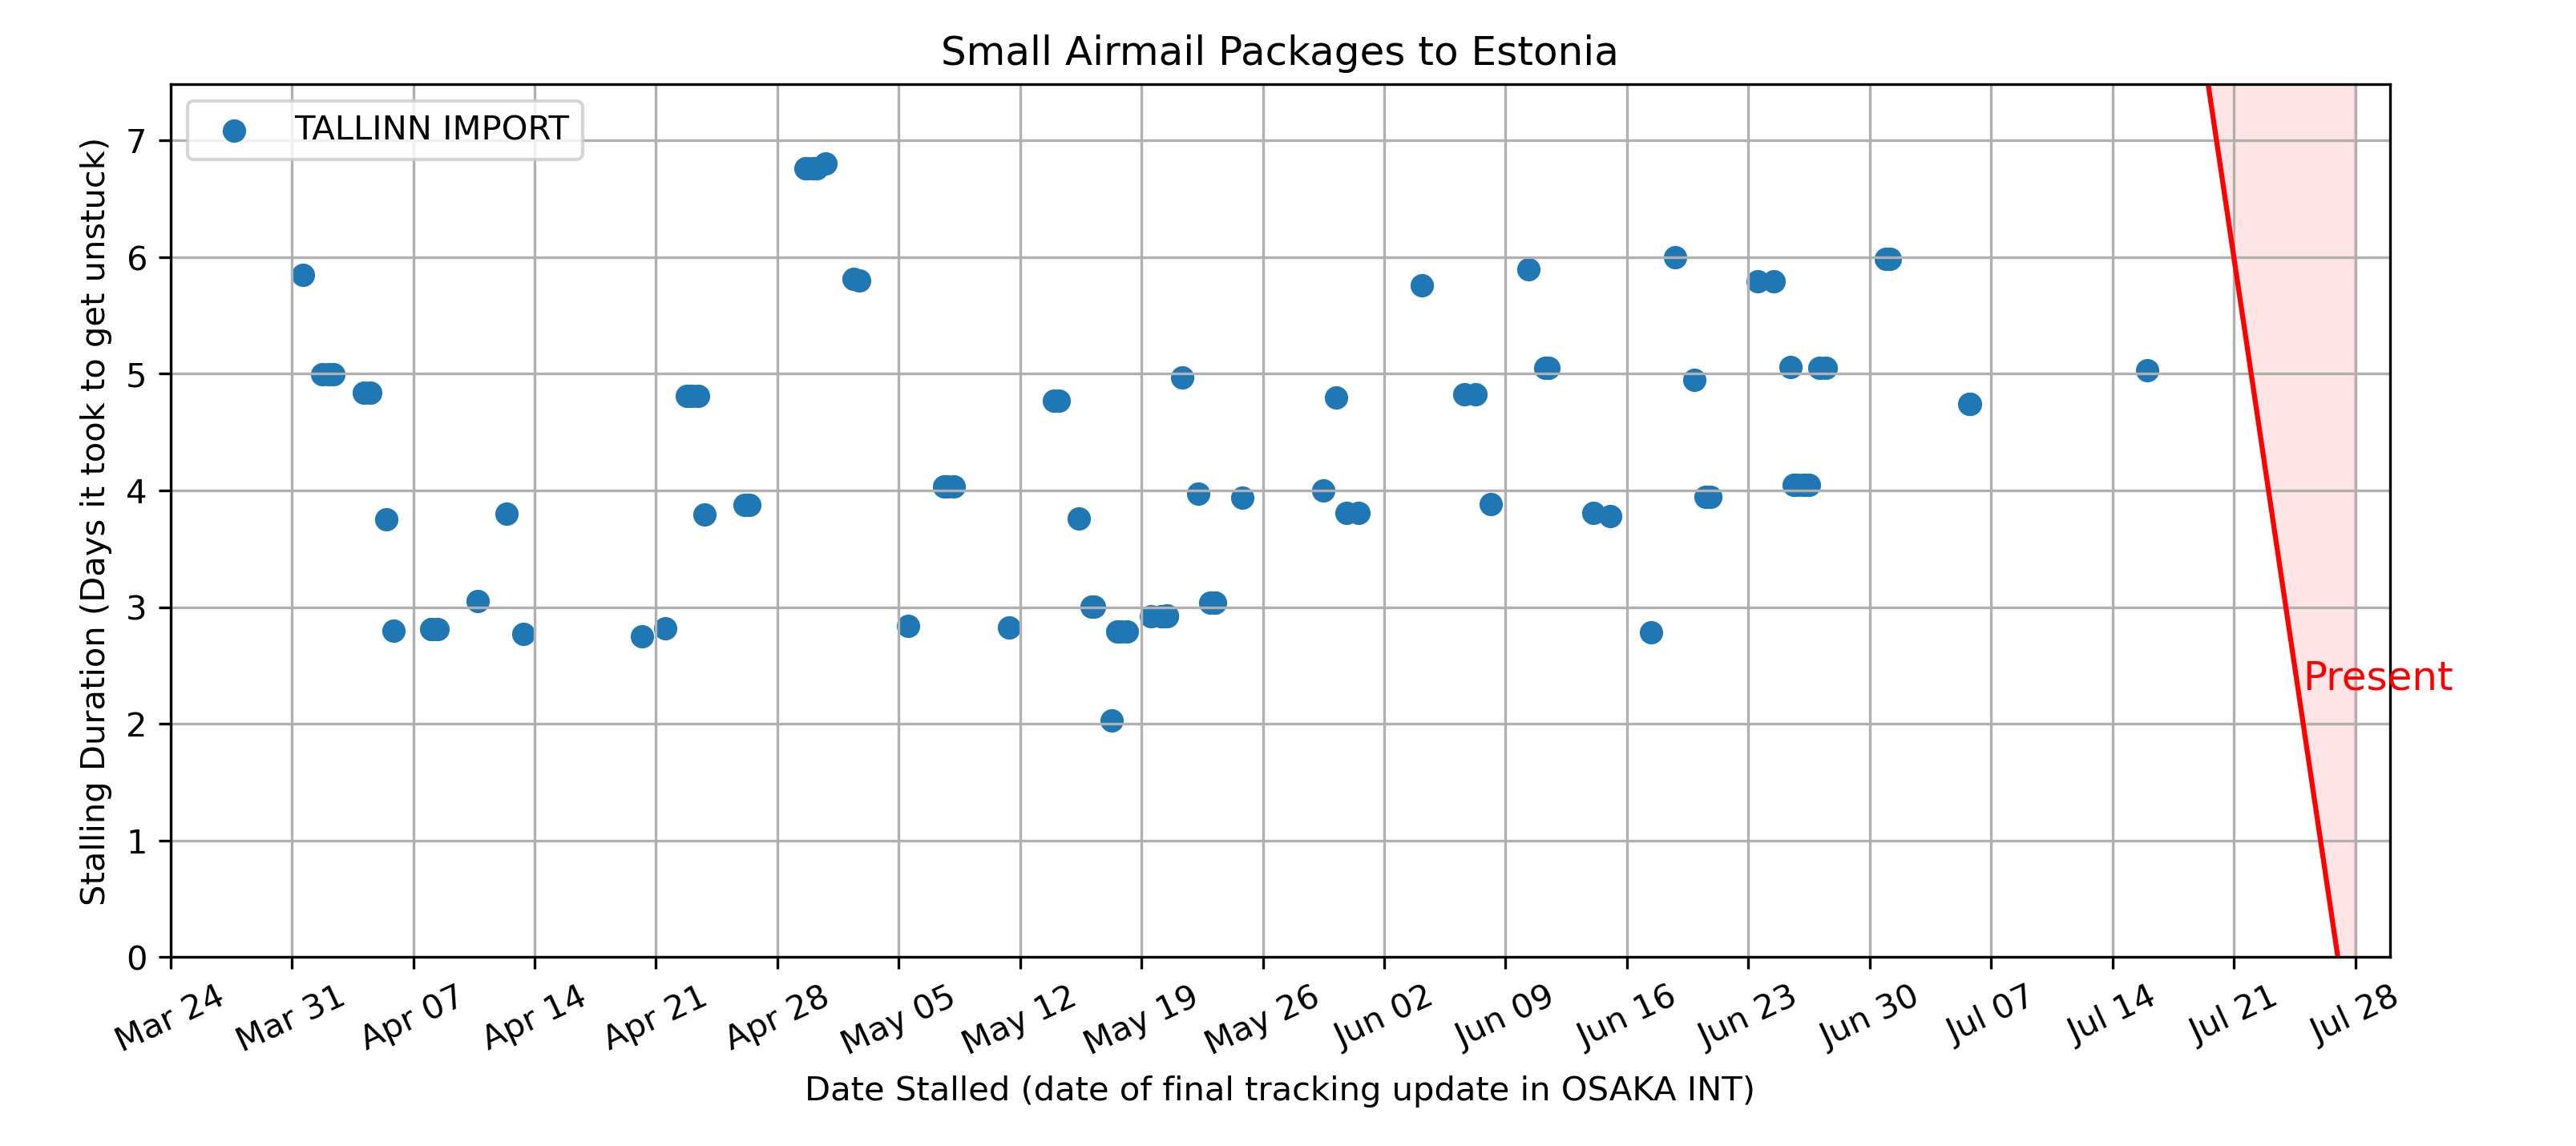 Small Airmail Packages to Estonia
TALLINN IMPORT
Stalling Duration (Days it took to get unstuck)
7
6
5
4
3
2
1
0
Present
Mar 24 Mar 31 Apr 07 Apr 14 Apr 21 Apr 28 May 05 May 12 May 19 May 26 Jun 02 Jun 09 Jun 16 Jun 23 Jun 30 Jul 07 Jul 14 Jul 21 Jul 28
Date Stalled (date of final tracking update in OSAKA INT)